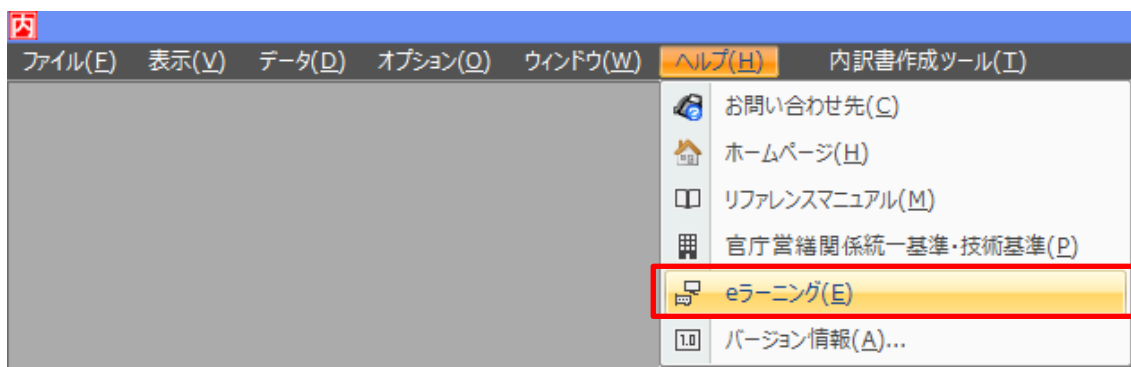 内
ファイル(F) 表示(V) データ(D) オプション(O) ウィンドウ(W) ヘルプ(H) 内訳書作成ツール(T)
お問い合わせ先(C)
ホームページ(H)
リファレンスマニュアル(M)
官庁営繕関係統一基準・技術基準(P)
eラーニング(E)
1.0 バージョン情報(A)...